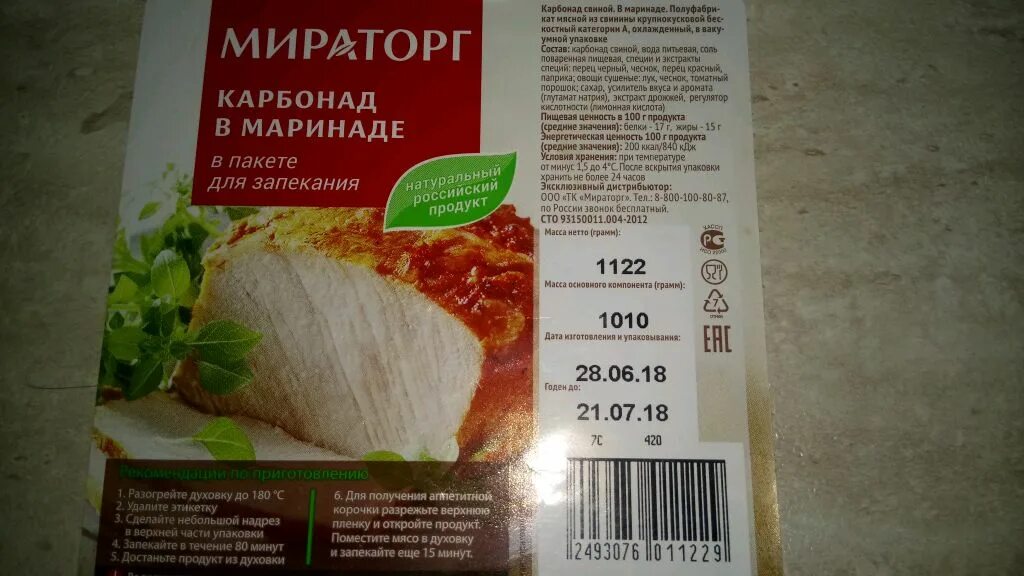 МИРАТОРГ
КАРБОНАД
В МАРИНАДЕ
в пакете
для запекания
натуральный
российский
продукт
Карбонад свиной. В маринаде. Полуфабри-
кат мясной из свинины крупнокусковой бес-
костный категории А, охлажденный, в ваку-
умной упаковке
Состав: карбонад свиной, вода питьевая, соль
поваренная пищевая, специи и экстракты
специй: перец черный, чеснок, перец красный,
паприка; овощи сушеные: лук, чеснок, томатный
порошок; сахар, усилитель вкуса и аромата
(глутамат натрия), экстракт дрожжей, регулятор
кислотности (лимонная кислота)
Пищевая ценность в 100 г продукта
(средние значения): белки - 17 г, жиры - 15 г
Энергетическая ценность 100 г продукта
(средние значения): 200 ккал/840 кДж
Условия хранения: при температуре
от минус 1,5 до 4°С. После вскрытия упаковки
хранить не более 24 часов
Эксклюзивный дистрибьютор:
ООО «ТК «Мираторг». Тел.: 8-800-100-80-87,
по России звонок бесплатный.
СТО 93150011.004-2012
Масса нетто (грамм):
1122
Масса основного компонента (грамм):
1010
Дата изготовления и упаковывания:
28.06.18
Годен до:
21.07.18
7С 420
ЕАС
7
Рекомендации по приготовлению
1. Разогрейте духовку до 180 °С
2. Удалите этикетку
3. Сделайте небольшой надрез
в верхней части упаковки
4. Запекайте в течение 80 минут
5. Достаньте продукт из духовки
6. Для получения аппетитной
корочки разрежьте верхнюю
пленку и откройте продукт.
Поместите мясо в духовку
и запекайте еще 15 минут.
2493076 011229